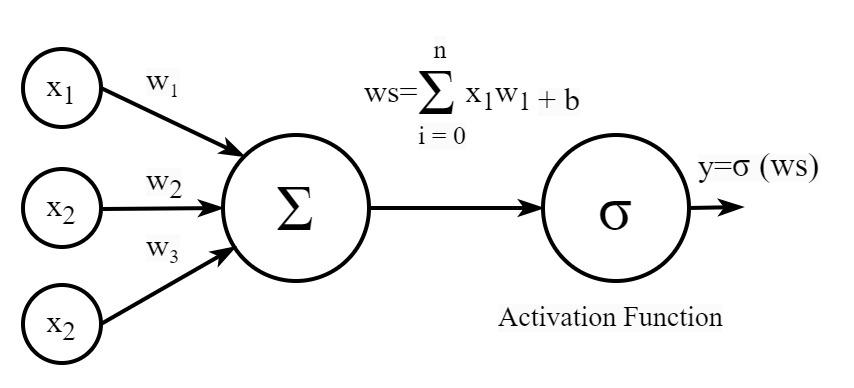 x₁
w₁
x₂
w₂
x₂
w₃
Σ
n
ws=∑ x₁w₁ + b
i = 0
σ
y=σ (ws)
Activation Function